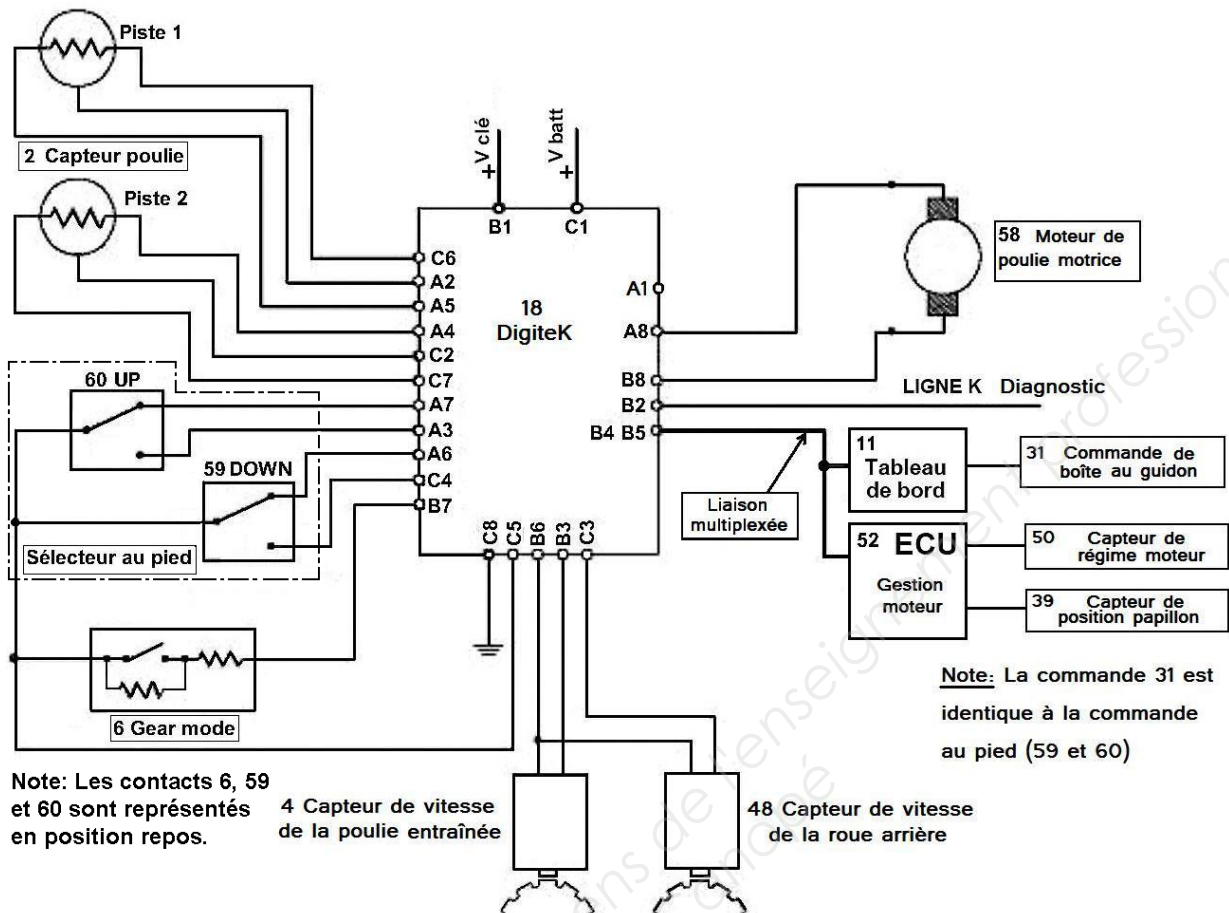 Piste 1
2 Capteur poulie
Piste 2
+V clé
+V batt
B1
C1
C6
A2
A5
A4
C2
C7
A7
A3
A6
C4
B7
18
DigiteK
A1
A8
B8
B2
B4 B5
C8
C5
B6
B3
C3
58 Moteur de
poulie motrice
LIGNE K Diagnostic
60 UP
59 DOWN
Sélecteur au pied
Liaison
multiplexée
11
Tableau
de bord
31 Commande de
boîte au guidon
52 ECU
Gestion
moteur
50 Capteur de
régime moteur
39 Capteur de
position papillon
6 Gear mode
Note: La commande 31 est
identique à la commande
au pied (59 et 60)
Note: Les contacts 6, 59
et 60 sont représentés
en position repos.
4 Capteur de vitesse
de la poulie entraînée
48 Capteur de vitesse
de la roue arrière
ens de l'enseignement profession
canopé